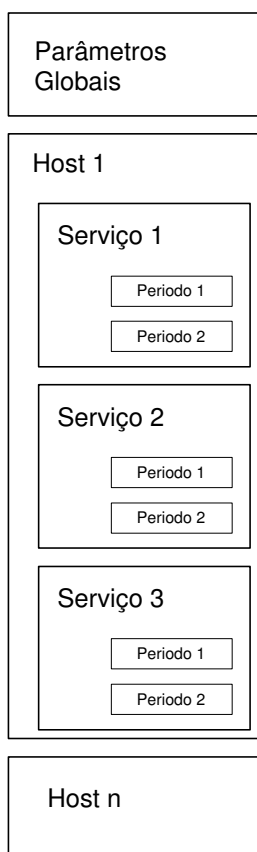 Parâmetros
Globais
Host 1
Serviço 1
Periodo 1
Periodo 2
Serviço 2
Periodo 1
Periodo 2
Serviço 3
Periodo 1
Periodo 2
Host n